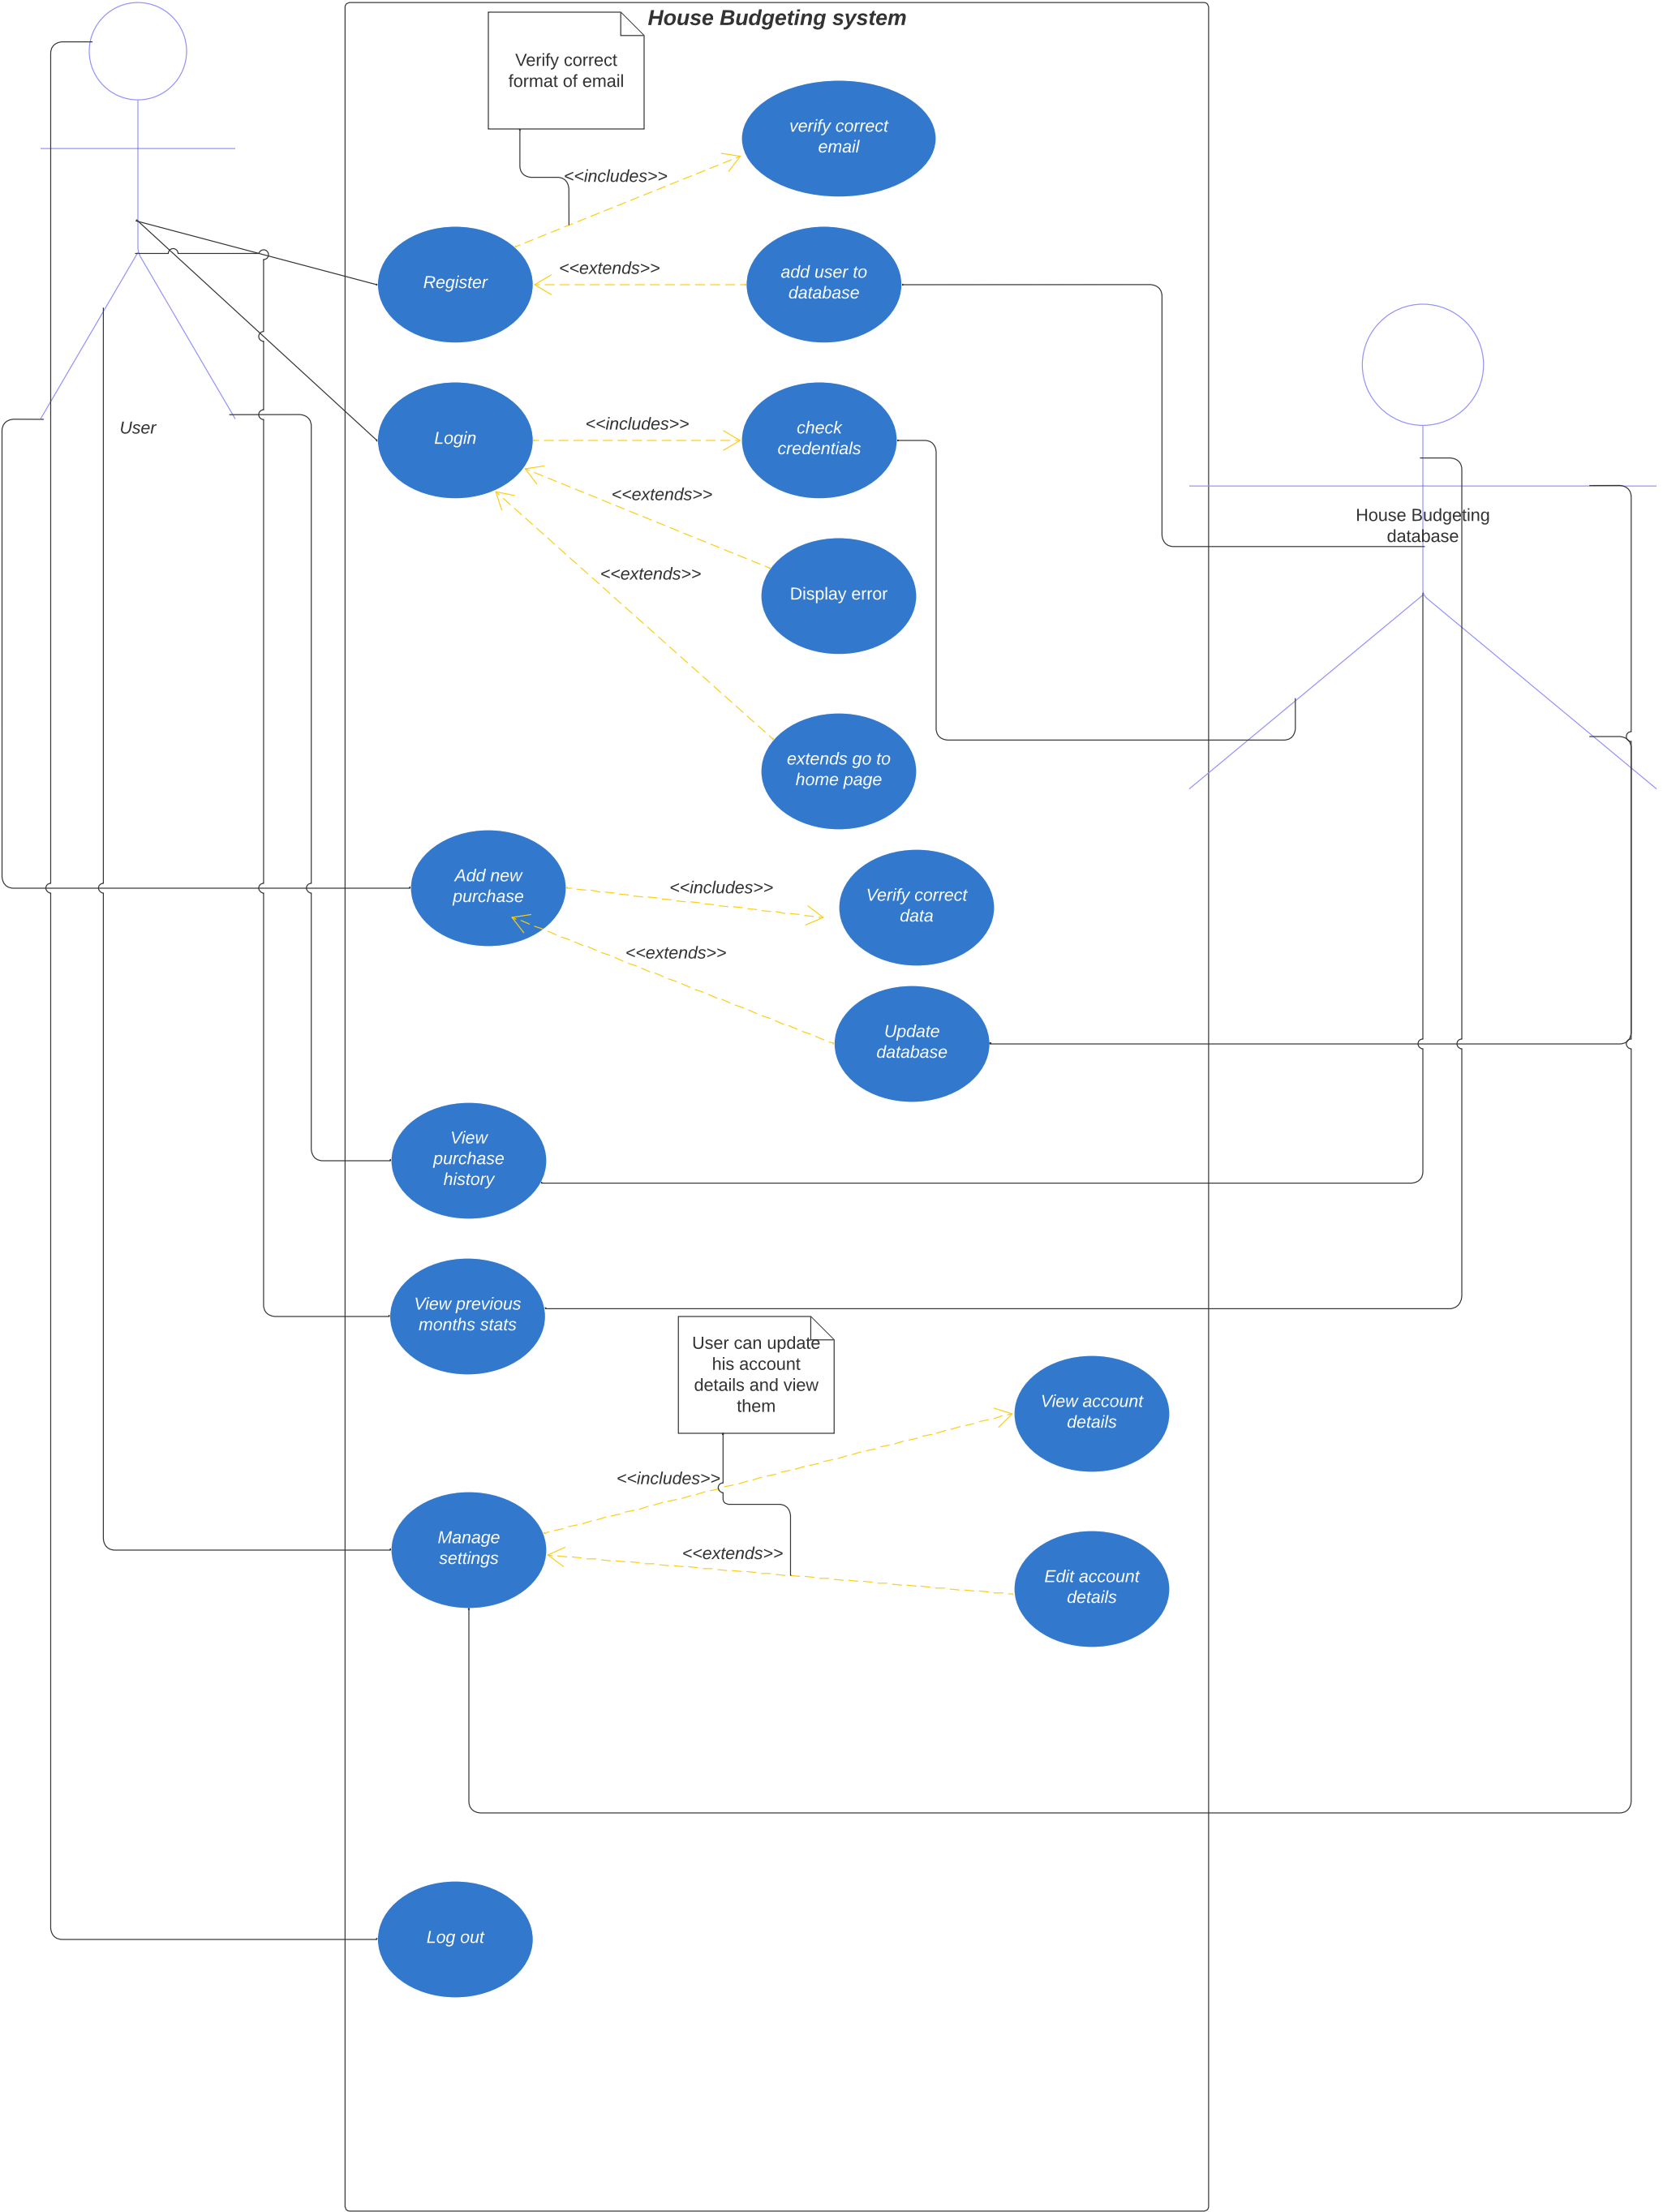 House Budgeting system
Verify correct
format of email
verify correct
email
<<includes>>
<<extends>>
Register
add user to
database
User
Login
<<includes>>
check
credentials
<<extends>>
House Budgeting
database
<<extends>>
Display error
extends go to
home page
Add new
purchase
<<includes>>
Verify correct
data
<<extends>>
Update
database
View
purchase
history
View previous
months stats
User can update
his account
details and view
them
View account
details
<<includes>>
Manage
settings
<<extends>>
Edit account
details
Log out